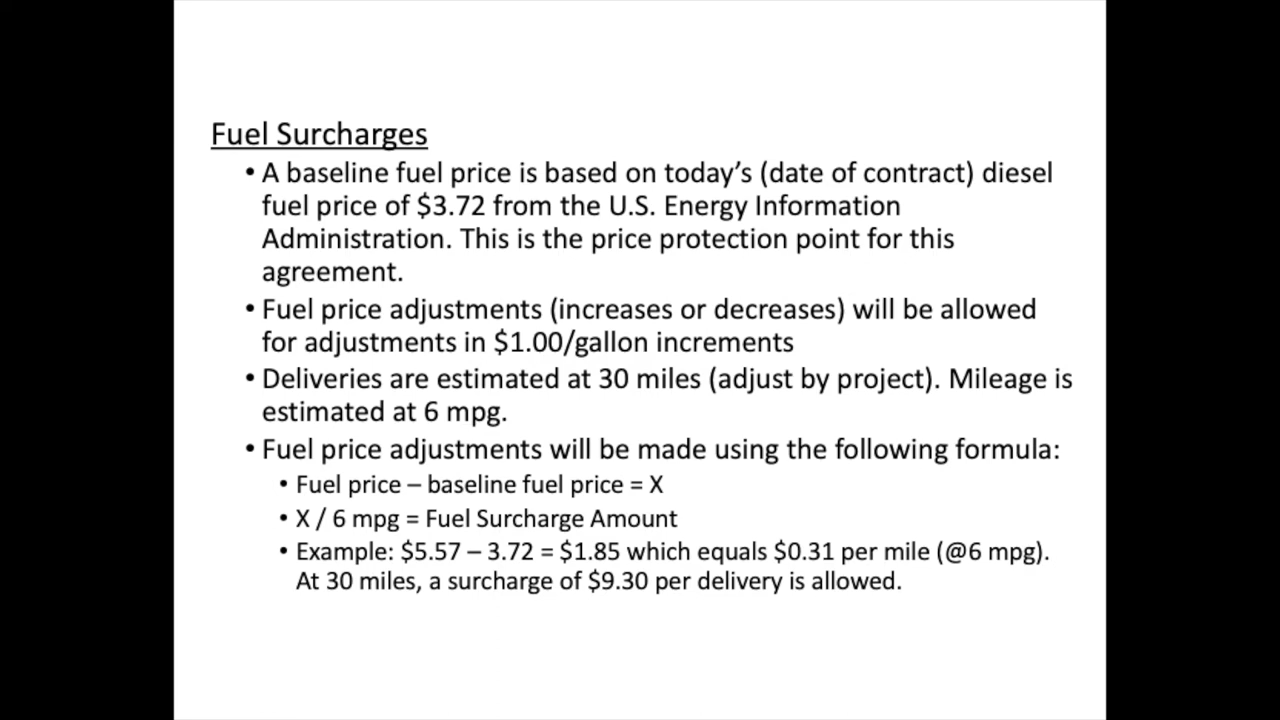 Fuel Surcharges
• A baseline fuel price is based on today’s (date of contract) diesel
fuel price of $3.72 from the U.S. Energy Information
Administration. This is the price protection point for this
agreement.
• Fuel price adjustments (increases or decreases) will be allowed
for adjustments in $1.00/gallon increments
• Deliveries are estimated at 30 miles (adjust by project). Mileage is
estimated at 6 mpg.
• Fuel price adjustments will be made using the following formula:
• Fuel price – baseline fuel price = X
• X / 6 mpg = Fuel Surcharge Amount
• Example: $5.57 – 3.72 = $1.85 which equals $0.31 per mile (@6 mpg).
At 30 miles, a surcharge of $9.30 per delivery is allowed.